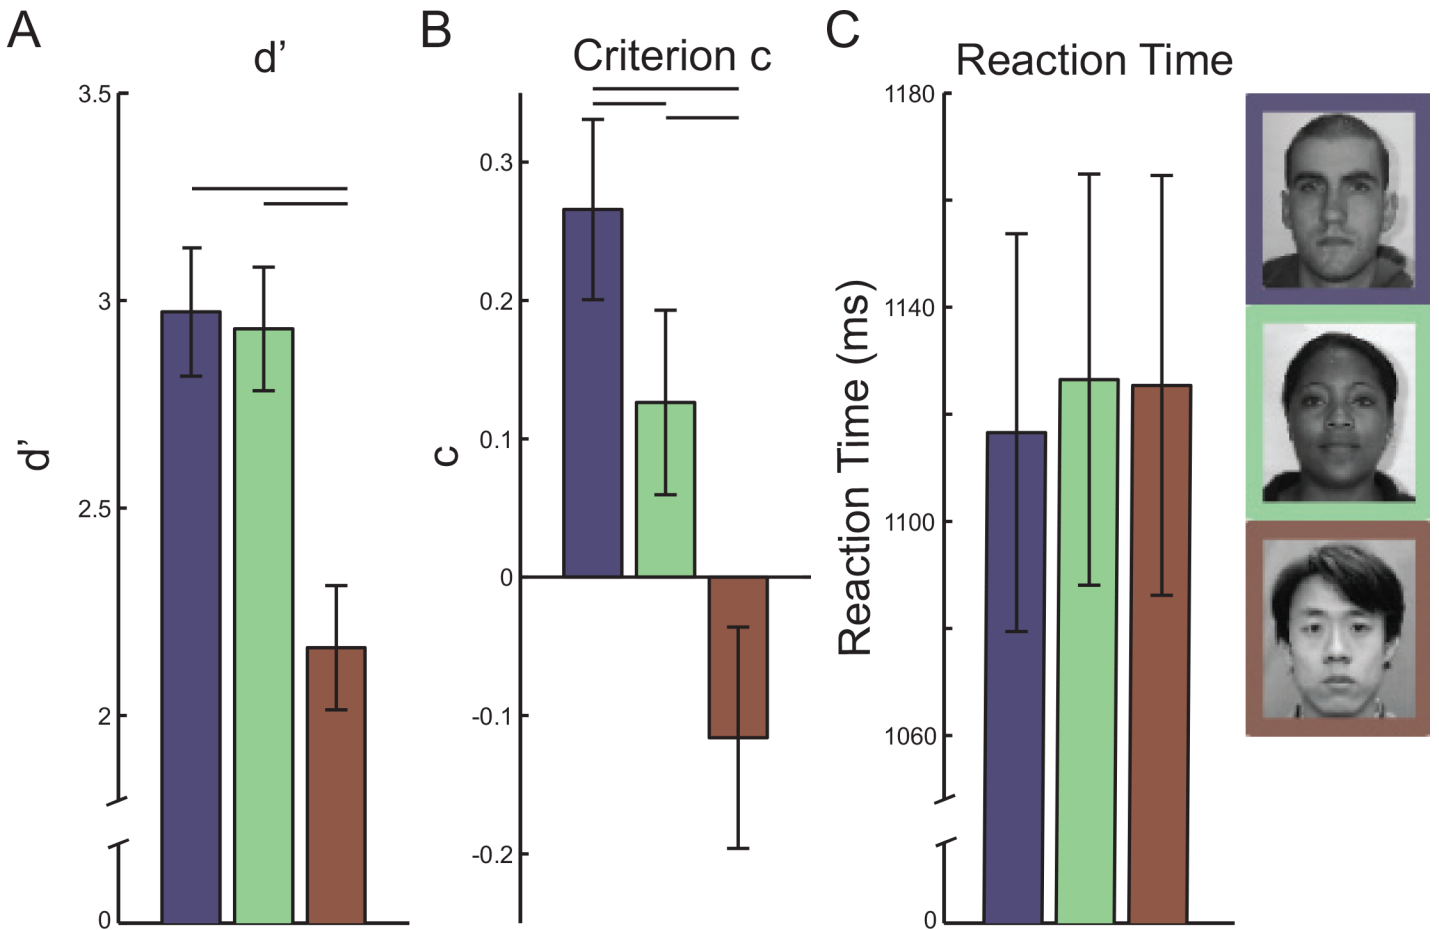 A
d’
3.5
3
2.5
2
0
d’
B
Criterion c
0.3
0.2
0.1
0
-0.1
-0.2
c
C
Reaction Time
1180
1140
1100
1060
0
Reaction Time (ms)